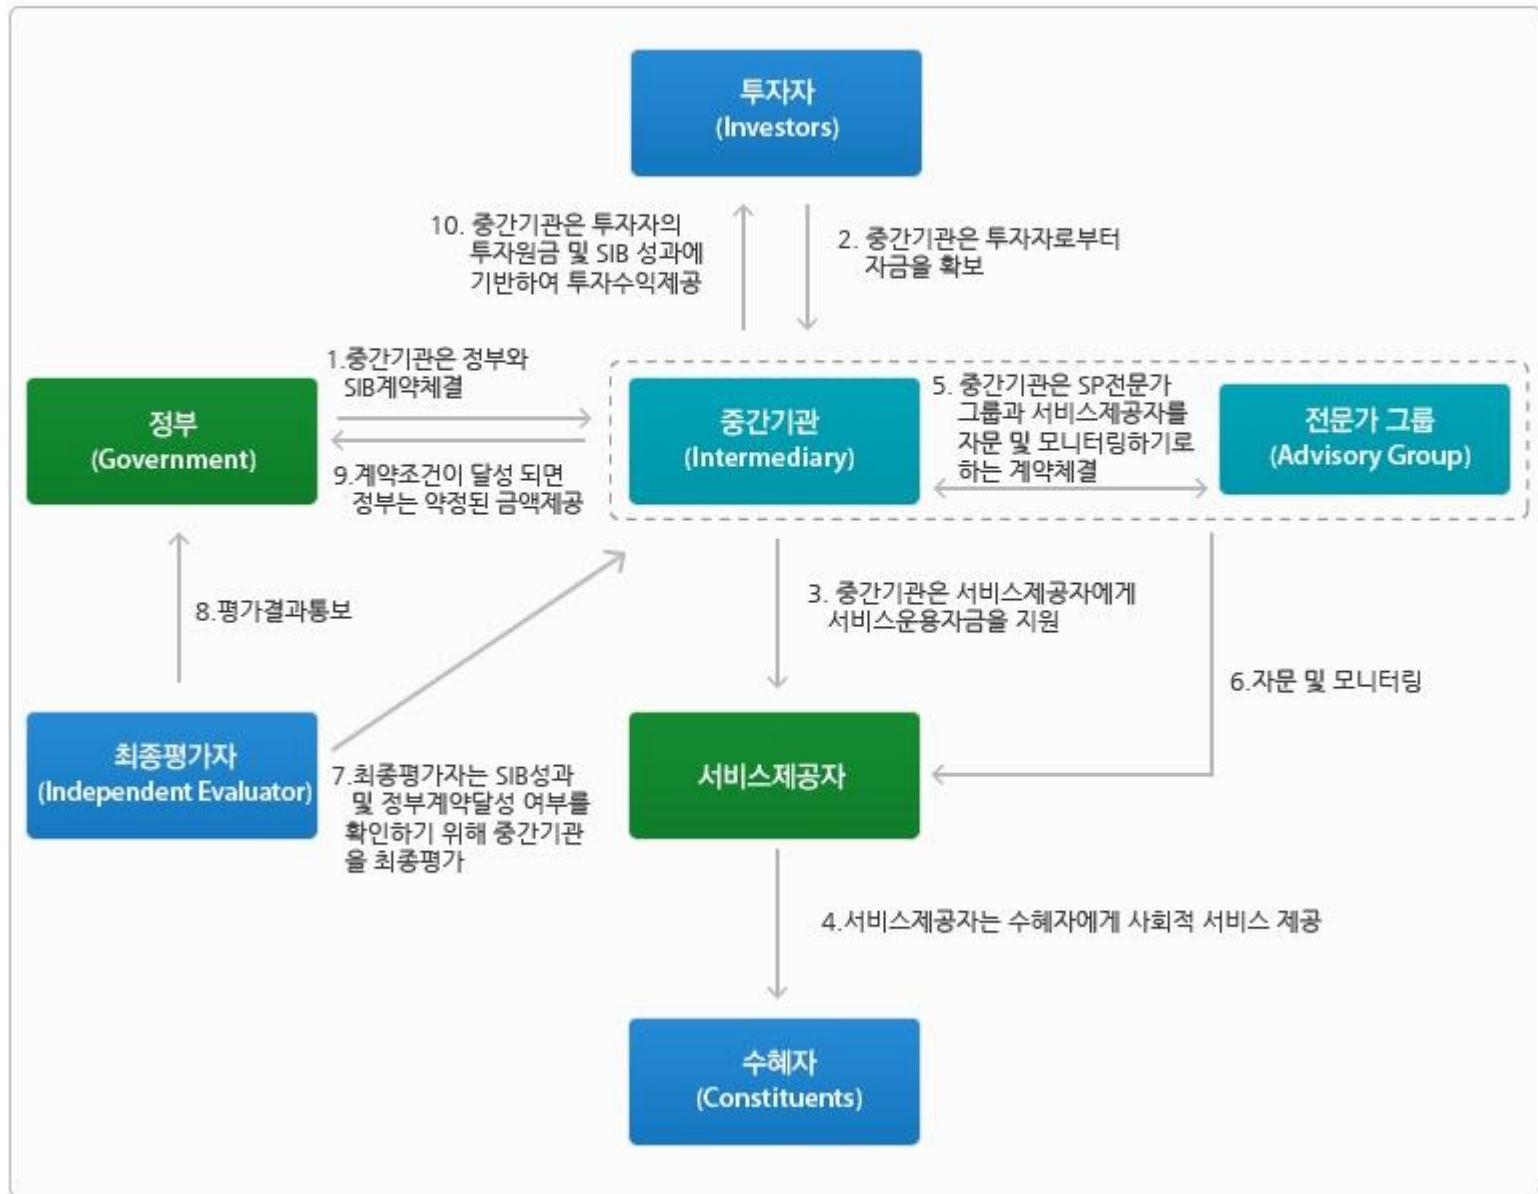 투자자
(Investors)
10. 중간기관은 투자자의
투자원금 및 SIB 성과에
기반하여 투자수익제공
2. 중간기관은 투자자로부터
자금을 확보
1.중간기관은 정부와
SIB계약체결
정부
(Government)
9.계약조건이 달성 되면
정부는 약정된 금액제공
중간기관
(Intermediary)
5. 중간기관은 SP전문가
그룹과 서비스제공자를
자문 및 모니터링하기로
하는 계약체결
전문가 그룹
(Advisory Group)
8.평가결과통보
3. 중간기관은 서비스제공자에게
서비스운용자금을 지원
6.자문 및 모니터링
최종평가자
(Independent Evaluator)
7.최종평가자는 SIB성과
및 정부계약달성 여부를
확인하기 위해 중간기관
을 최종평가
서비스제공자
4.서비스제공자는 수혜자에게 사회적 서비스 제공
수혜자
(Constituents)